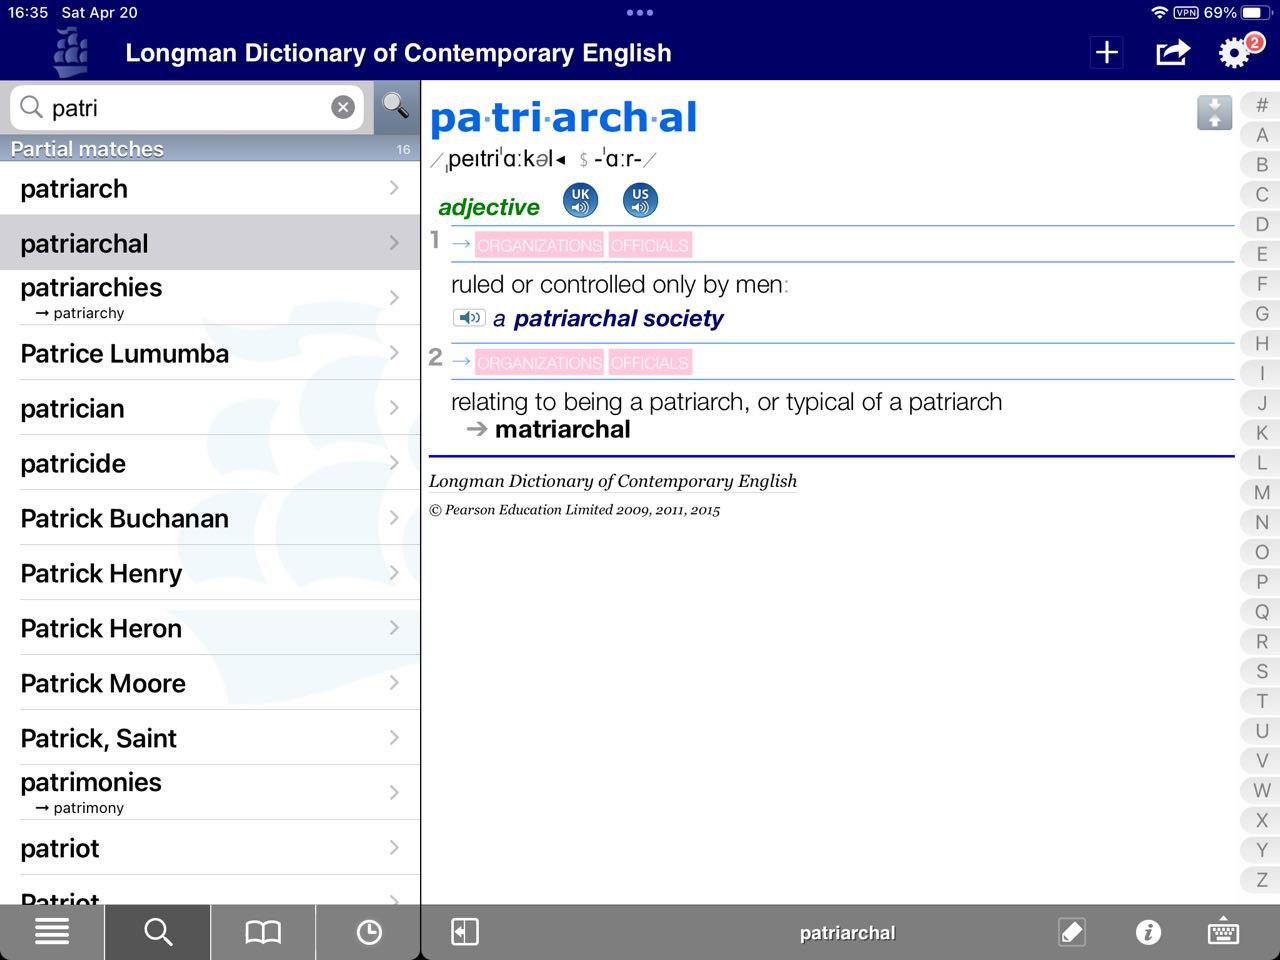 16:35 Sat Apr 20
VPN 69%
Longman Dictionary of Contemporary English
2
patri
Partial matches 16
patriarch
patriarchal
patriarchies
→ patriarchy
Patrice Lumumba
patrician
patricide
Patrick Buchanan
Patrick Henry
Patrick Heron
Patrick Moore
Patrick, Saint
patrimonies
→ patrimony
patriot
Patriot
pa·tri·arch·al
/ˌpeɪtriˈɑːkəl◂ $ -ˈɑːr-/
adjective UK US
1 → ORGANIZATIONS OFFICIALS
ruled or controlled only by men:
a patriarchal society
2 → ORGANIZATIONS OFFICIALS
relating to being a patriarch, or typical of a patriarch
→ matriarchal
Longman Dictionary of Contemporary English
© Pearson Education Limited 2009, 2011, 2015
#
A
B
C
D
E
F
G
H
I
J
K
L
M
N
O
P
Q
R
S
T
U
V
W
X
Y
Z
patriarchal